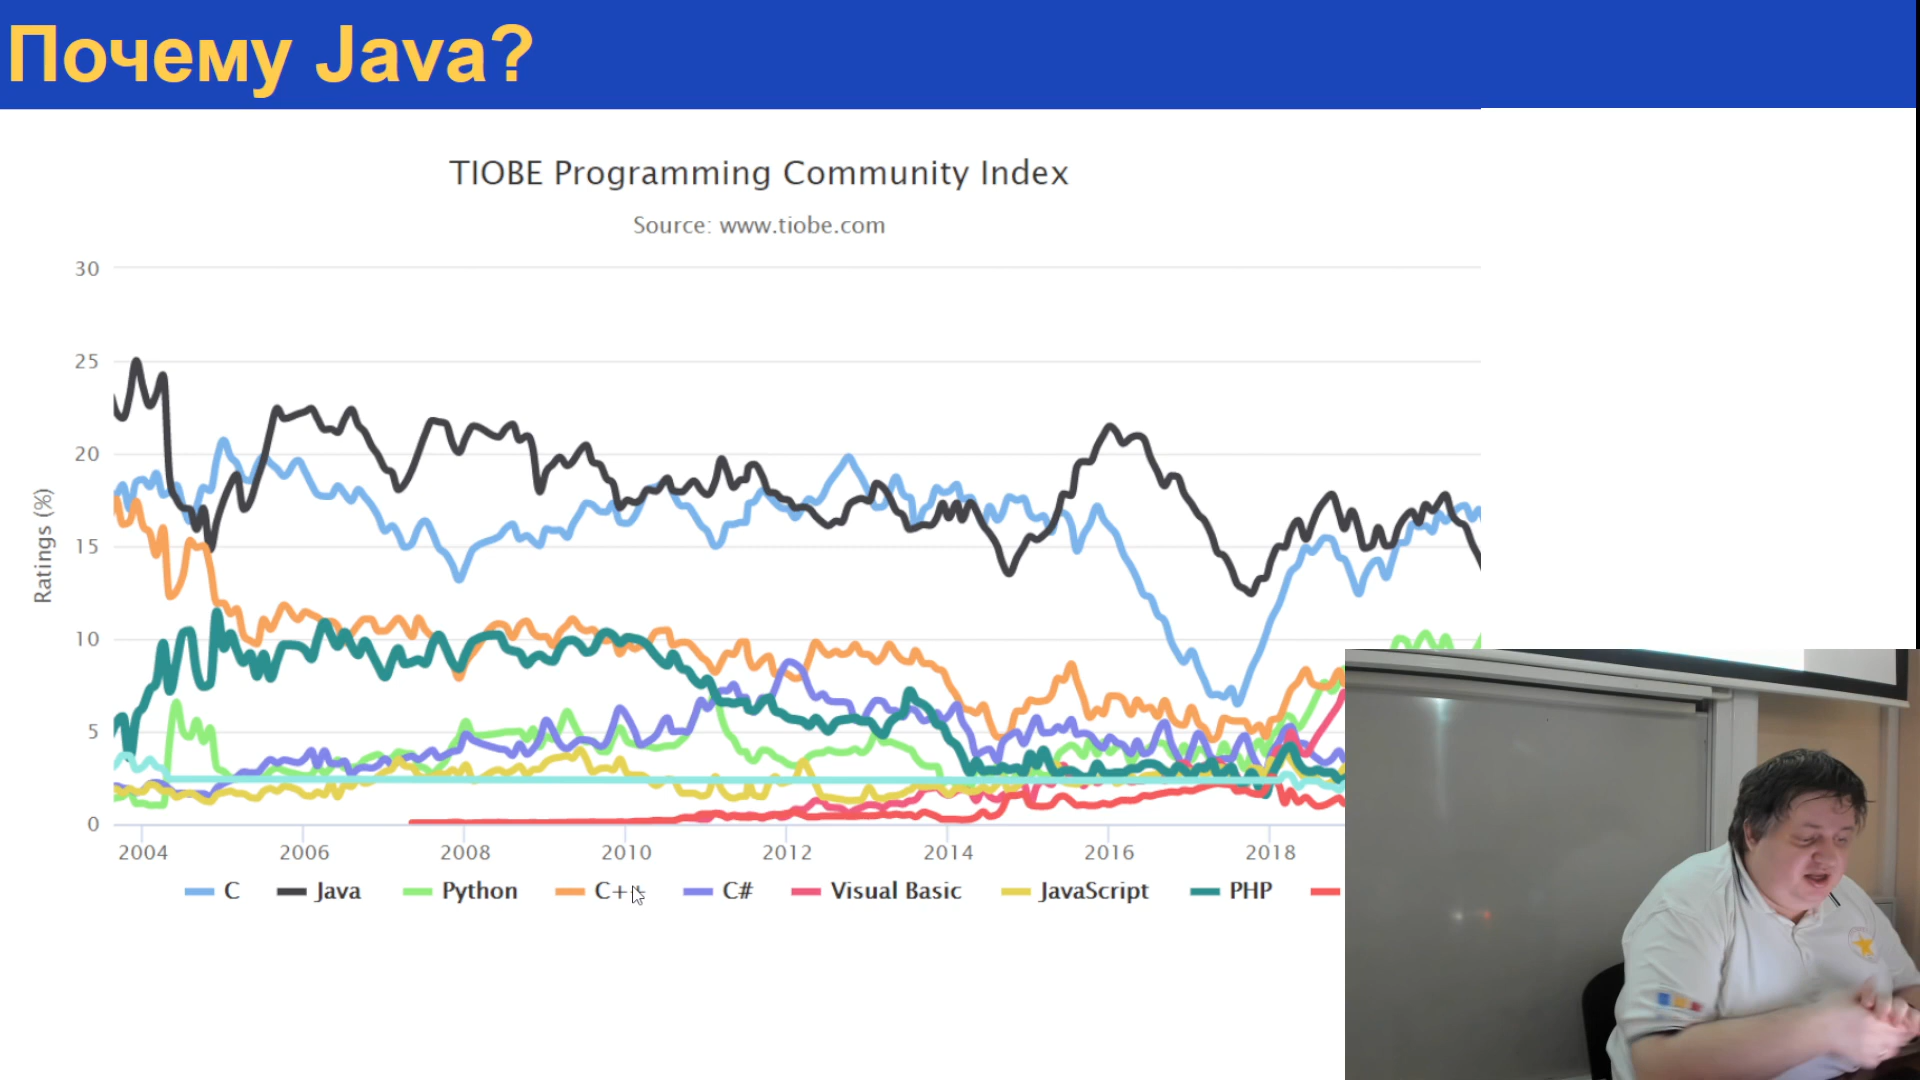 Почему Java?
TIOBE Programming Community Index
Source: www.tiobe.com
Ratings (%)
30
25
20
15
10
5
0
2004 2006 2008 2010 2012 2014 2016 2018
C Java Python C++ C# Visual Basic JavaScript PHP